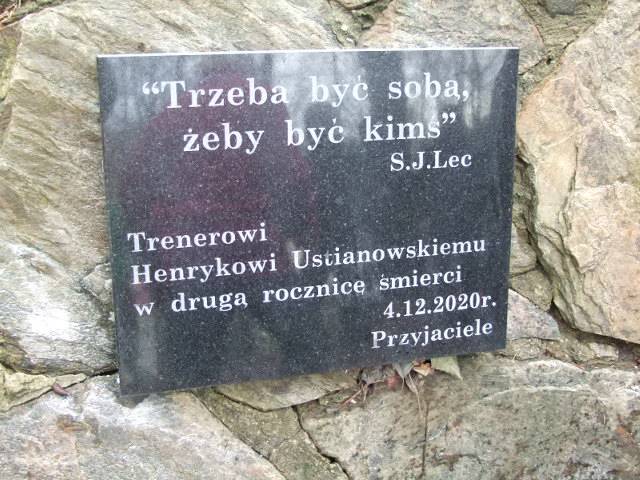 “Trzeba być sobą,
żeby być kimś”
S.J.Lec
Trenerowi
Henrykowi Ustianowskiemu
w drugą rocznicę śmierci
4.12.2020r.
Przyjaciele